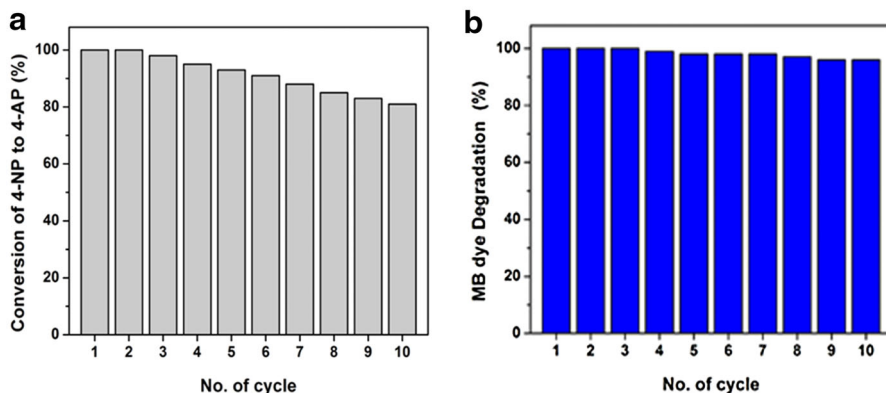 a
Conversion of 4-NP to 4-AP (%)
100
80
60
40
20
0
1 2 3 4 5 6 7 8 9 10
No. of cycle
b
MB dye Degradation (%)
100
80
60
40
20
0
1 2 3 4 5 6 7 8 9 10
No. of cycle